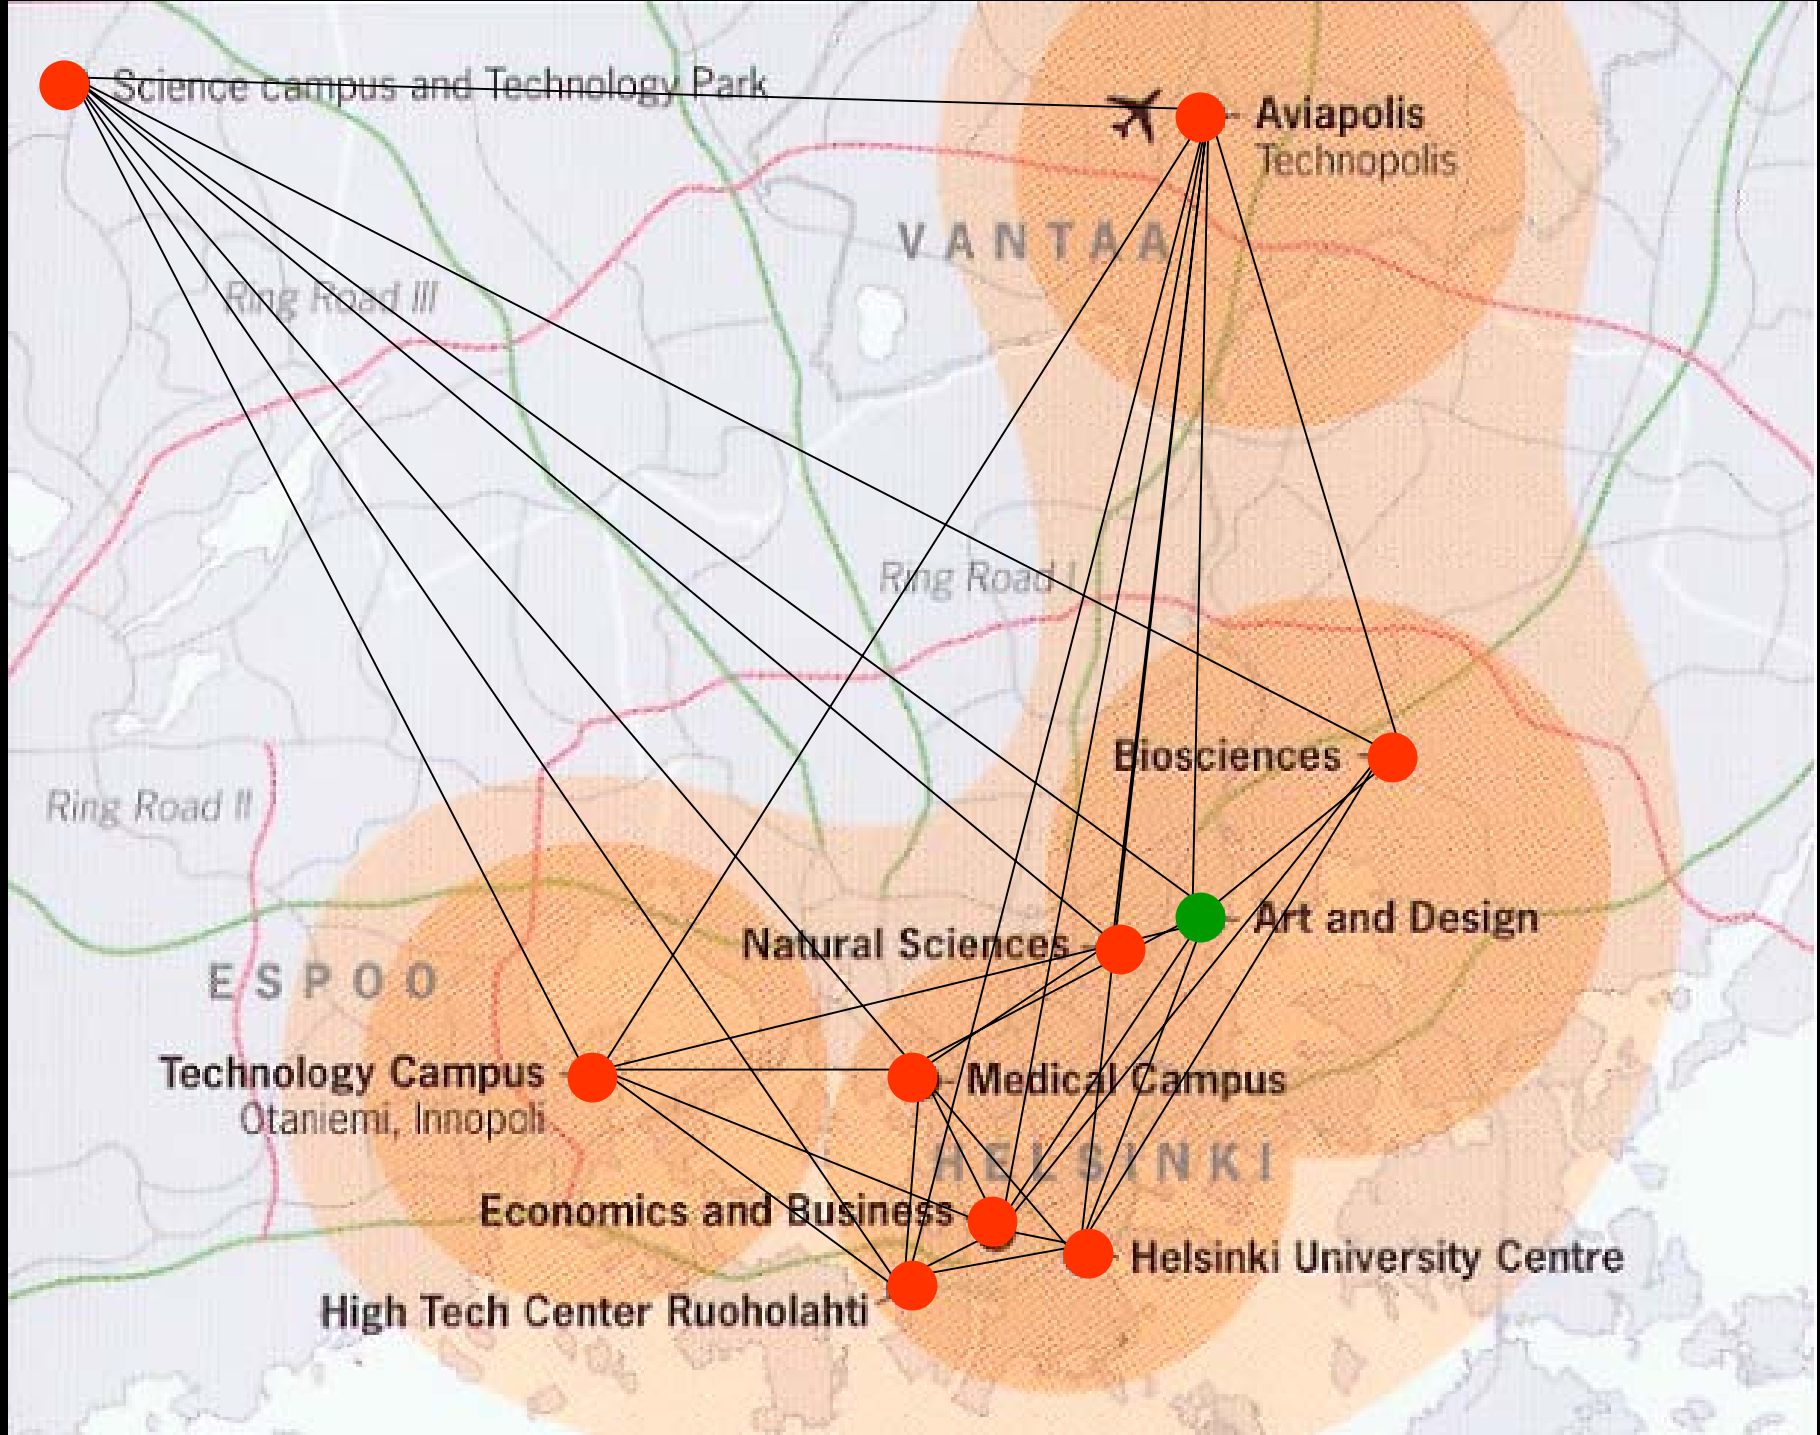 Science campus and Technology Park
Aviapolis
Technopolis
VANTAA
Ring Road III
Ring Road I
Biosciences
Ring Road II
Art and Design
Natural Sciences
ESPOO
Technology Campus
Otaniemi, Innopoli
Medical Campus
HELSINKI
Economics and Business
Helsinki University Centre
High Tech Center Ruoholahti